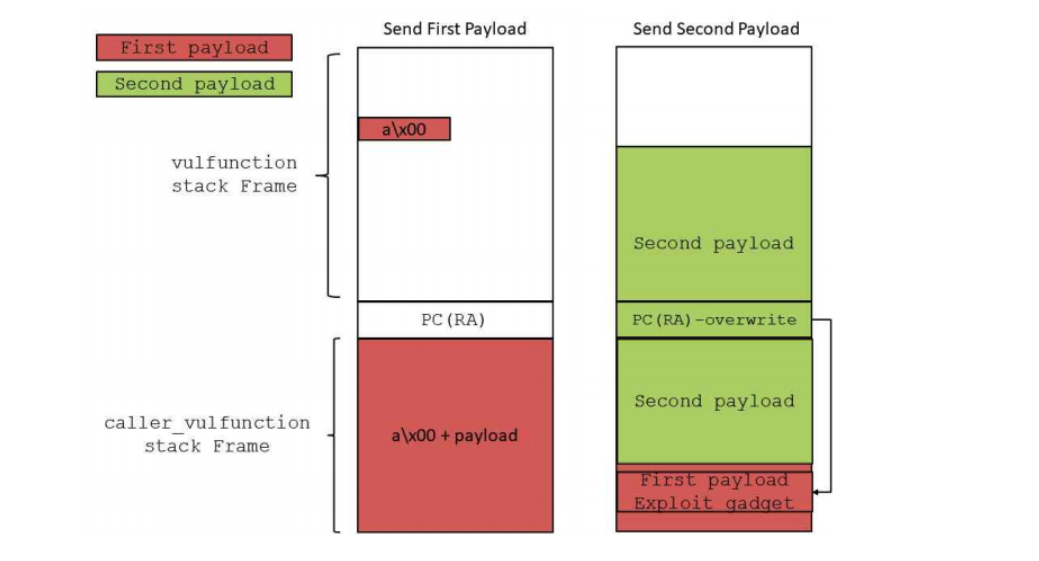 Send First Payload
Send Second Payload
First payload
Second payload
a\x00
vulfunction
stack Frame
Second payload
PC(RA)
PC(RA)-overwrite
caller_vulfunction
stack Frame
a\x00 + payload
Second payload
First payload
Exploit gadget